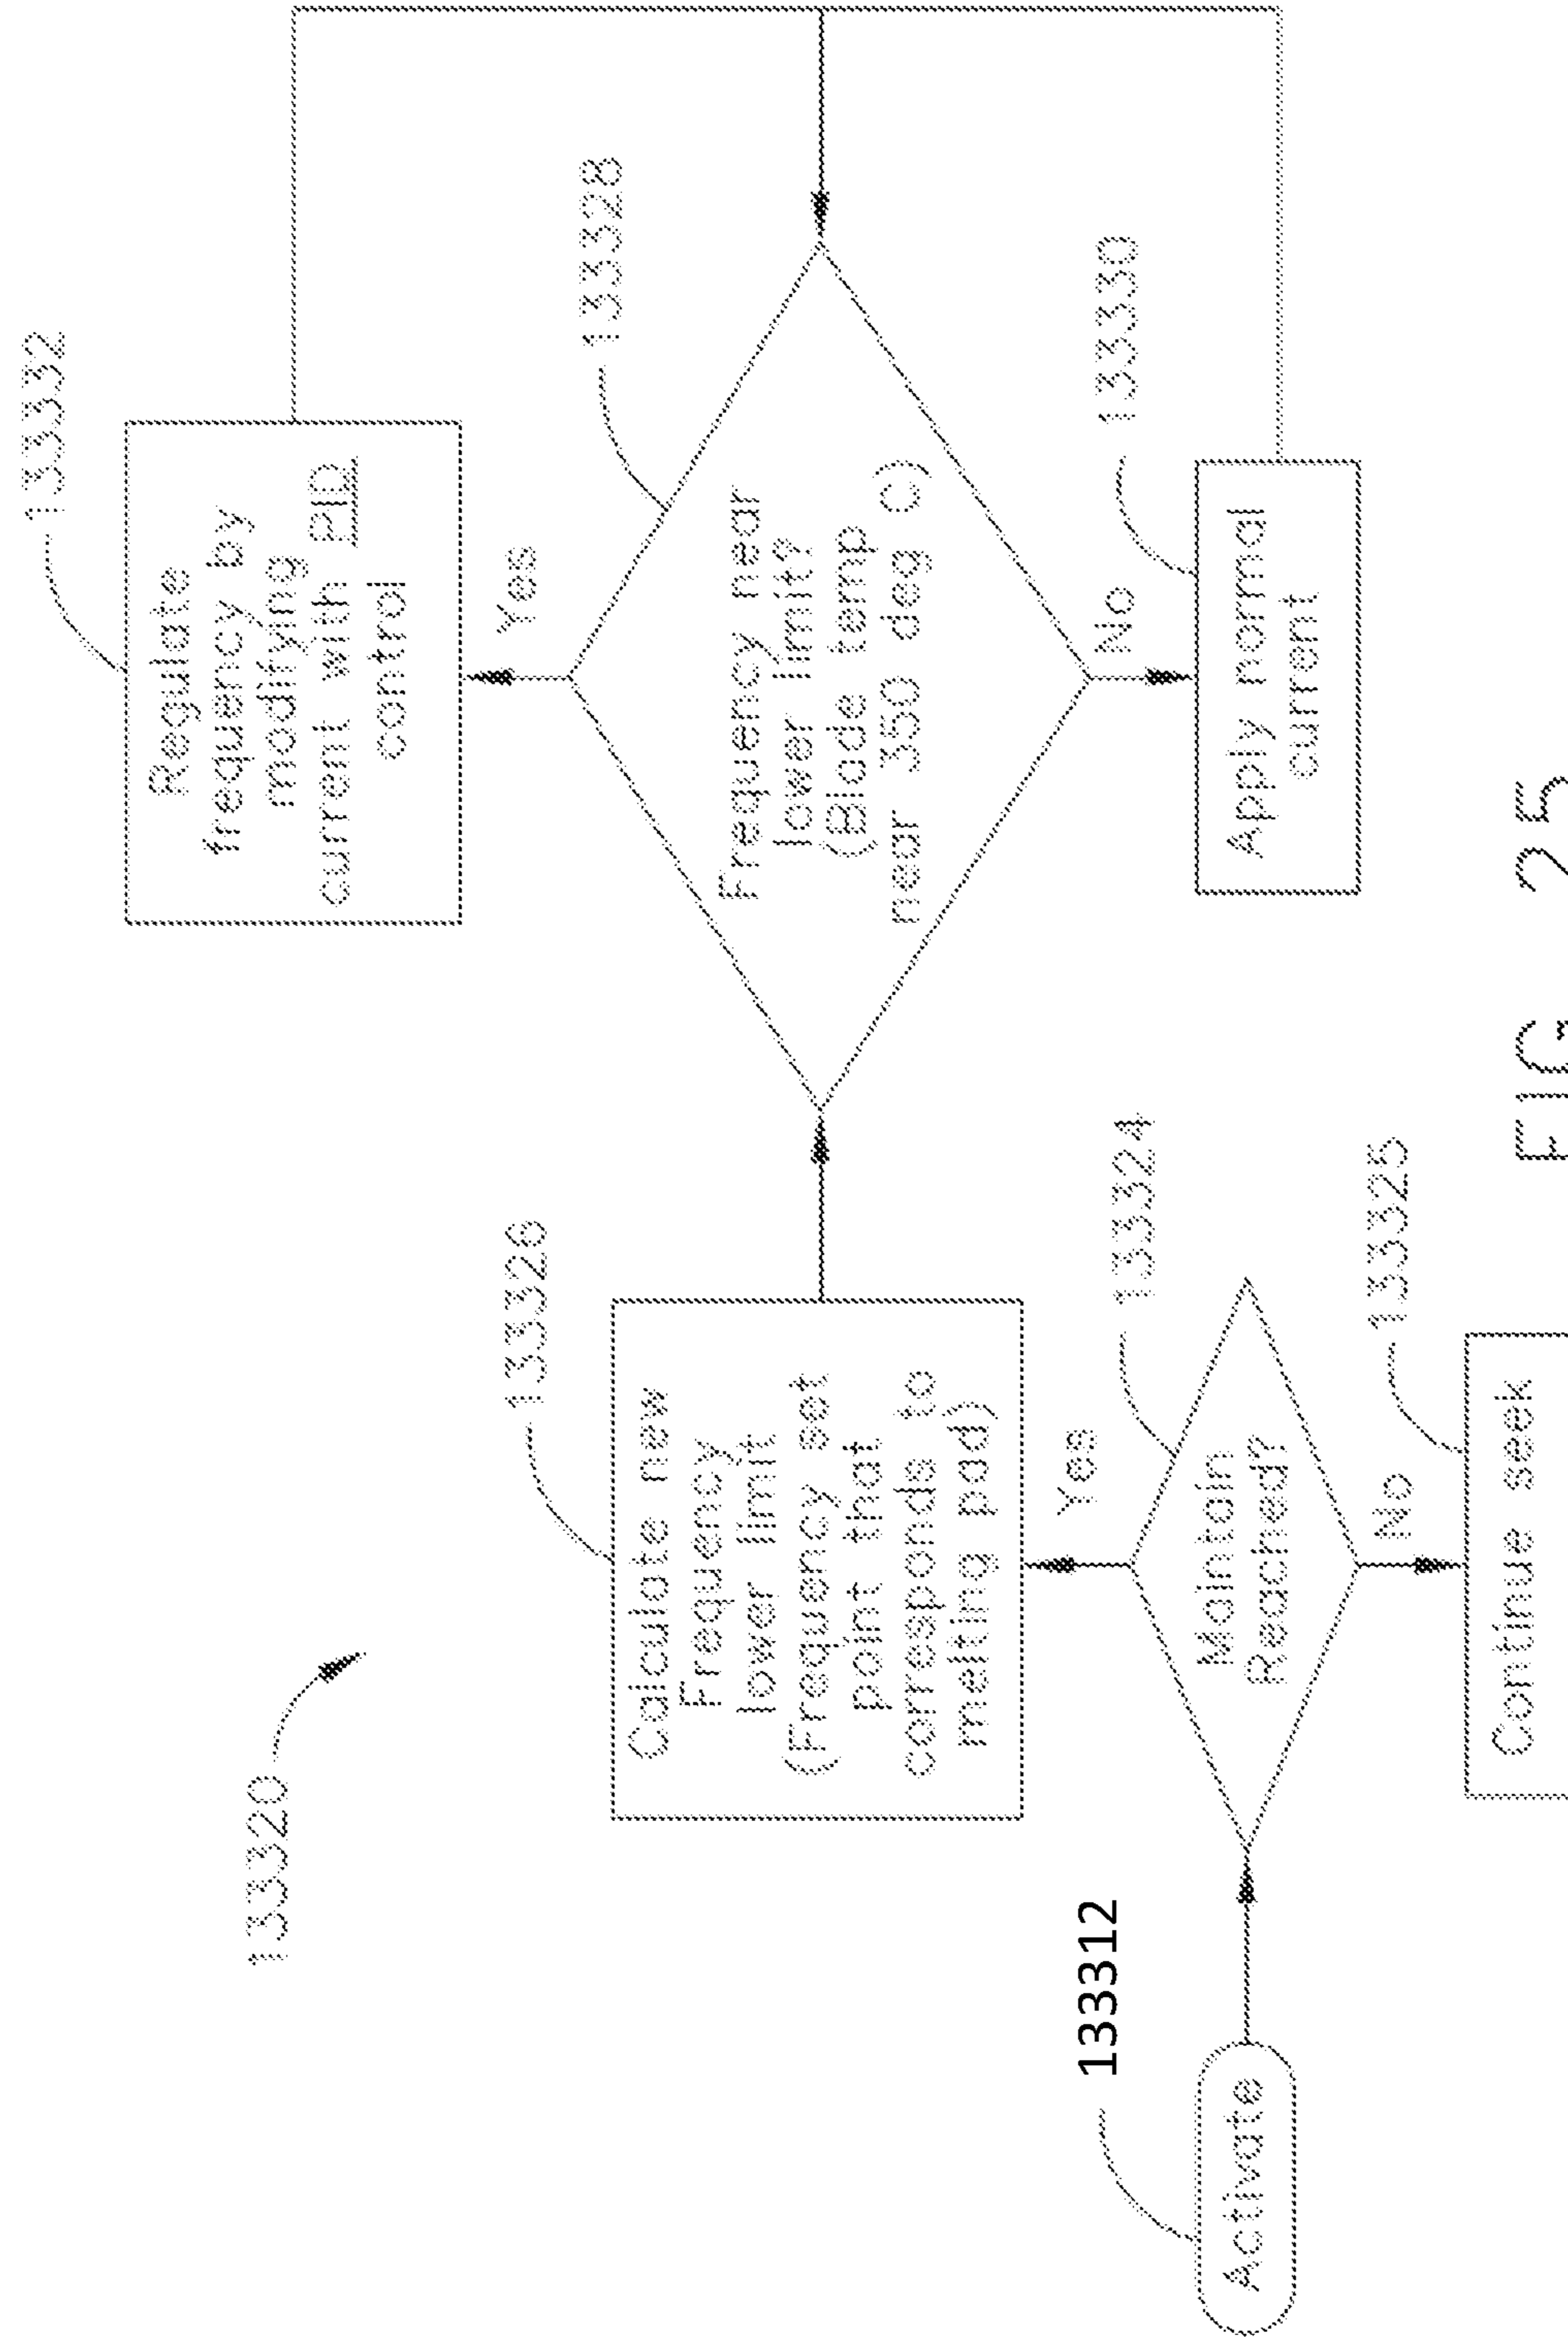 133320
133332
Regulate
frequency by
modifying
current with PID
control
Yes
133326
Calculate new
Frequency
lower limit
(Frequency set
point that
corresponds to
melting pad)
133328
Frequency near
lower limit?
(Blade temp
near 350 deg C)
Yes
No
133312
Activate
133324
Maintain
Reached?
133330
Apply normal
current
No
133325
Continue seek
FIG 25